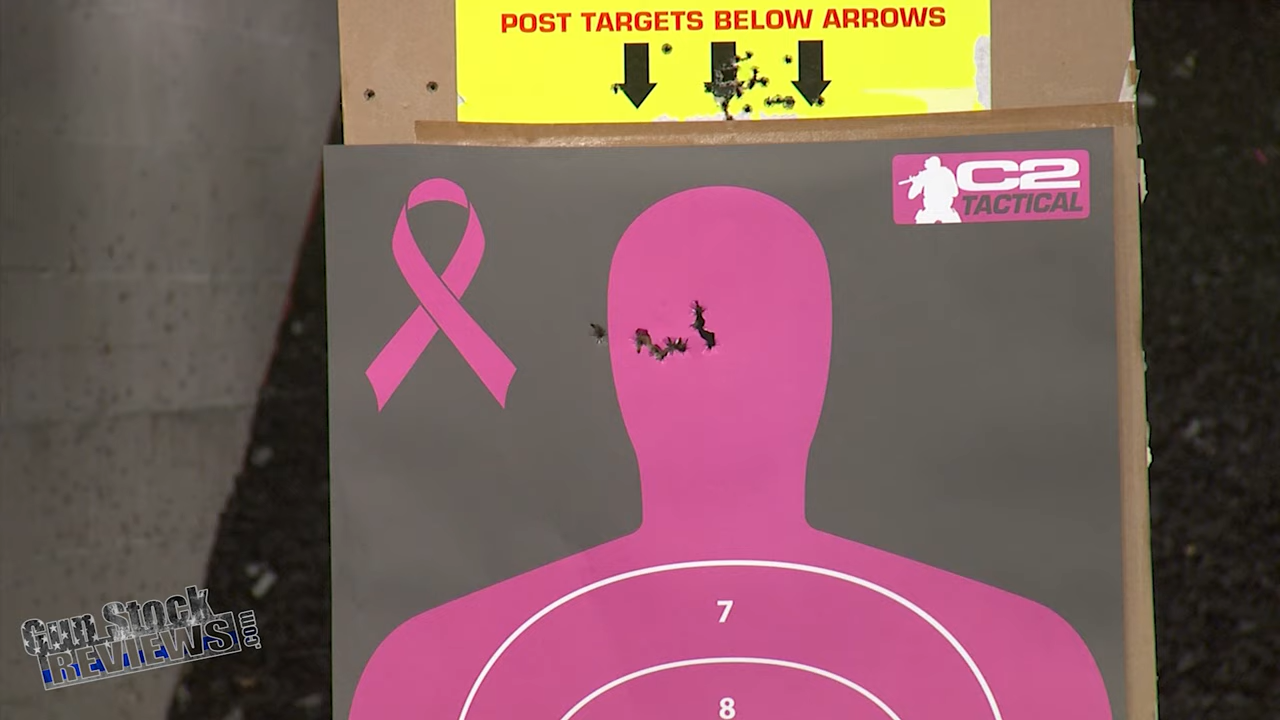 POST TARGETS BELOW ARROWS
C2
TACTICAL
7
8
Gun Stock
REVIEWS.com